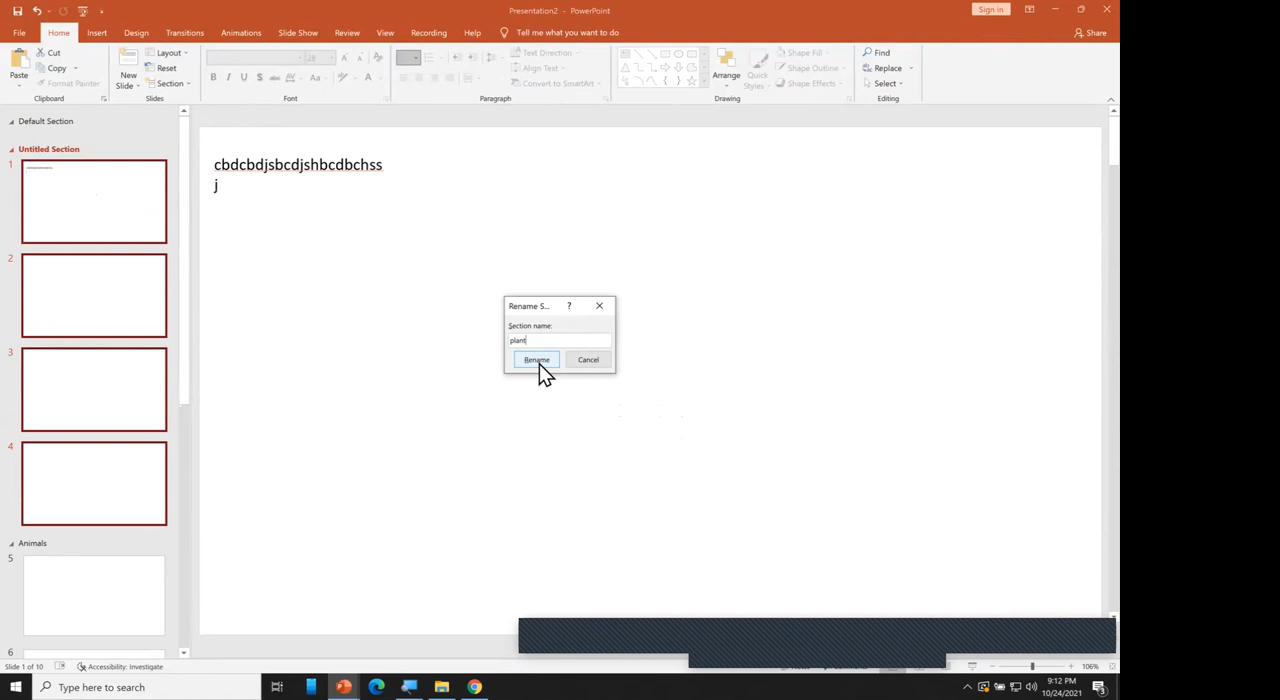 Presentation2 - PowerPoint
Sign in
File Home Insert Design Transitions Animations Slide Show Review View Recording Help Tell me what you want to do Share
Paste
Cut
Copy
Format Painter
Clipboard
New Slide
Layout
Reset
Section
Slides
28
Font
Text Direction
Align Text
Convert to SmartArt
Paragraph
Arrange
Quick Styles
Shape Fill
Shape Outline
Shape Effects
Drawing
Find
Replace
Select
Editing
Default Section
Untitled Section
1
2
3
4
Animals
5
6
cbdcbdjsbcdjshbcdbchss
j
Rename S... ?
Section name:
plant
Rename Cancel
Slide 1 of 10 Accessibility: Investigate 106%
Type here to search
9:12 PM
10/24/2021